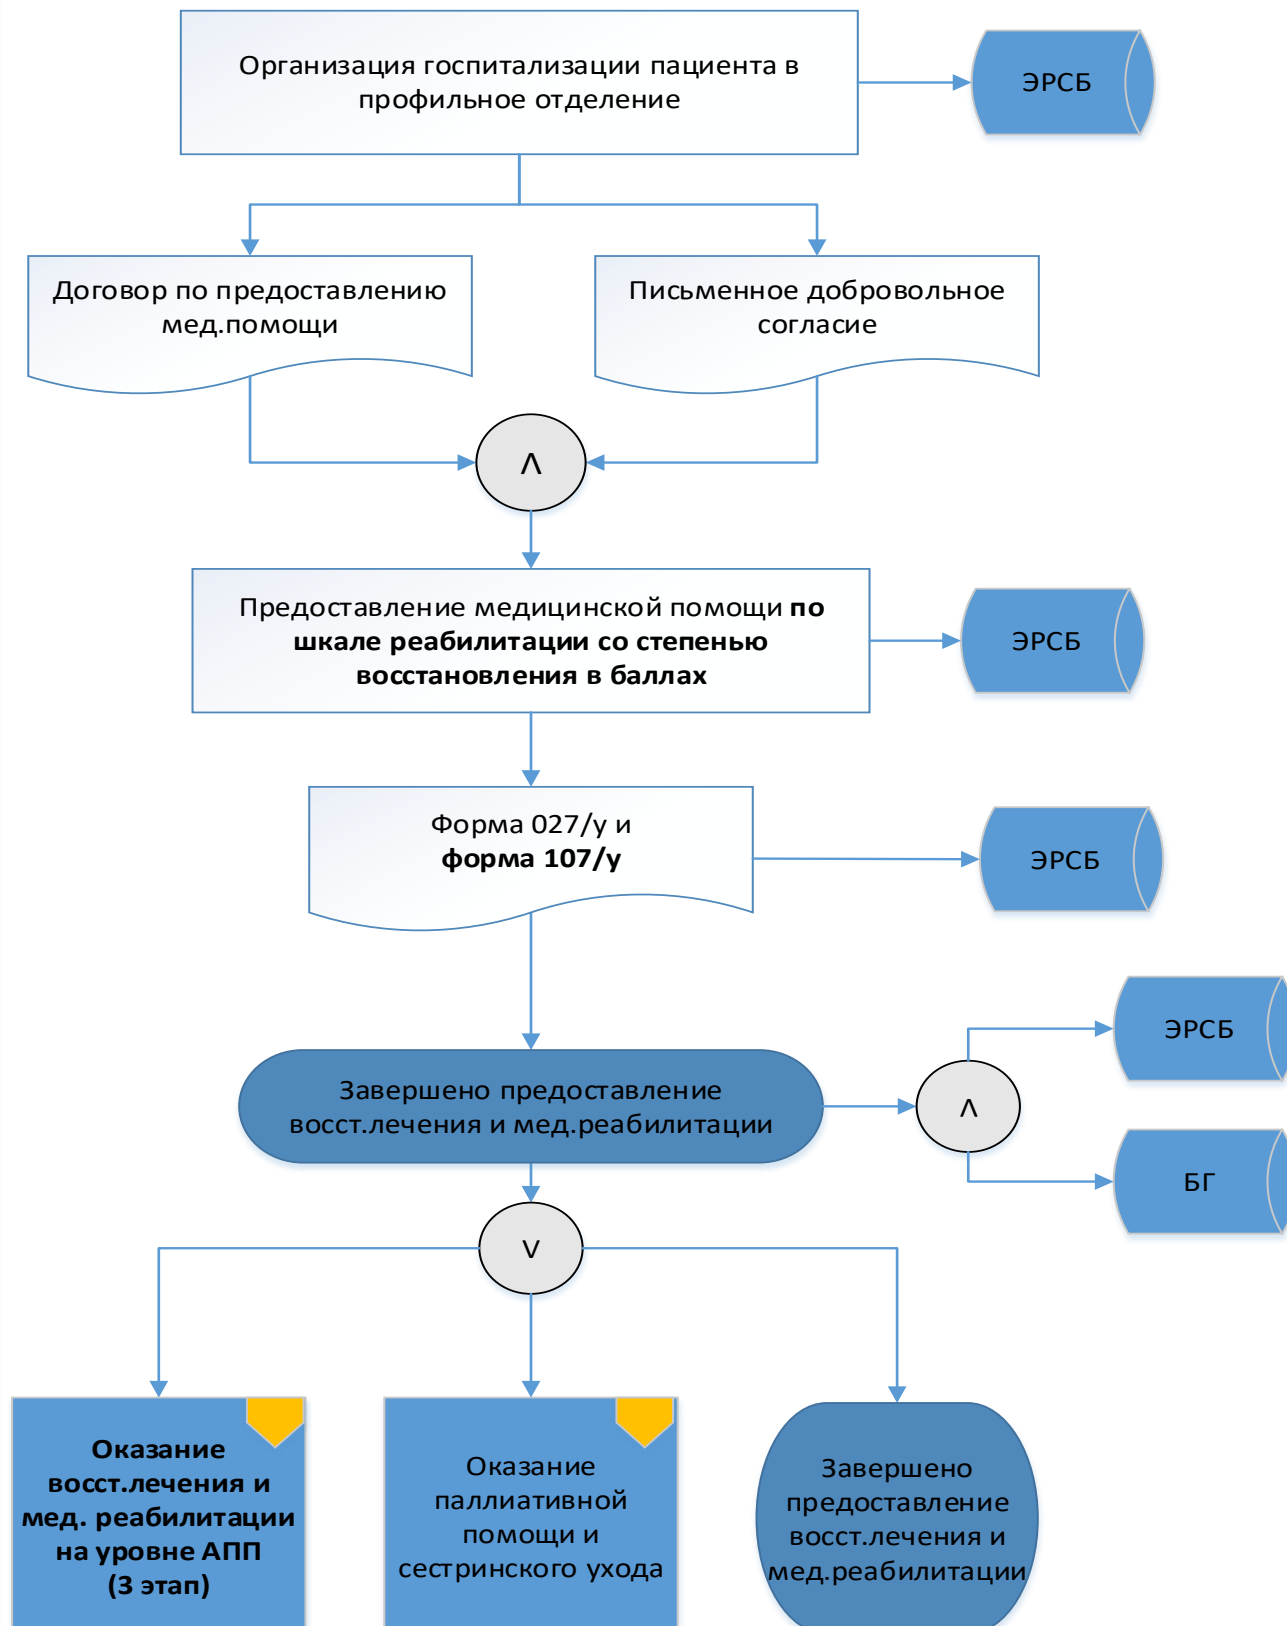 Организация госпитализации пациента в
профильное отделение
ЭРСБ
Договор по предоставлению
мед.помощи
Письменное добровольное
согласие
Λ
Предоставление медицинской помощи по
шкале реабилитации со степенью
восстановления в баллах
ЭРСБ
Форма 027/у и
форма 107/у
ЭРСБ
ЭРСБ
Завершено предоставление
восст.лечения и мед.реабилитации
Λ
БГ
V
Оказание
восст.лечения и
мед. реабилитации
на уровне АПП
(3 этап)
Оказание
паллиативной
помощи и
сестринского ухода
Завершено
предоставление
восст.лечения и
мед.реабилитации